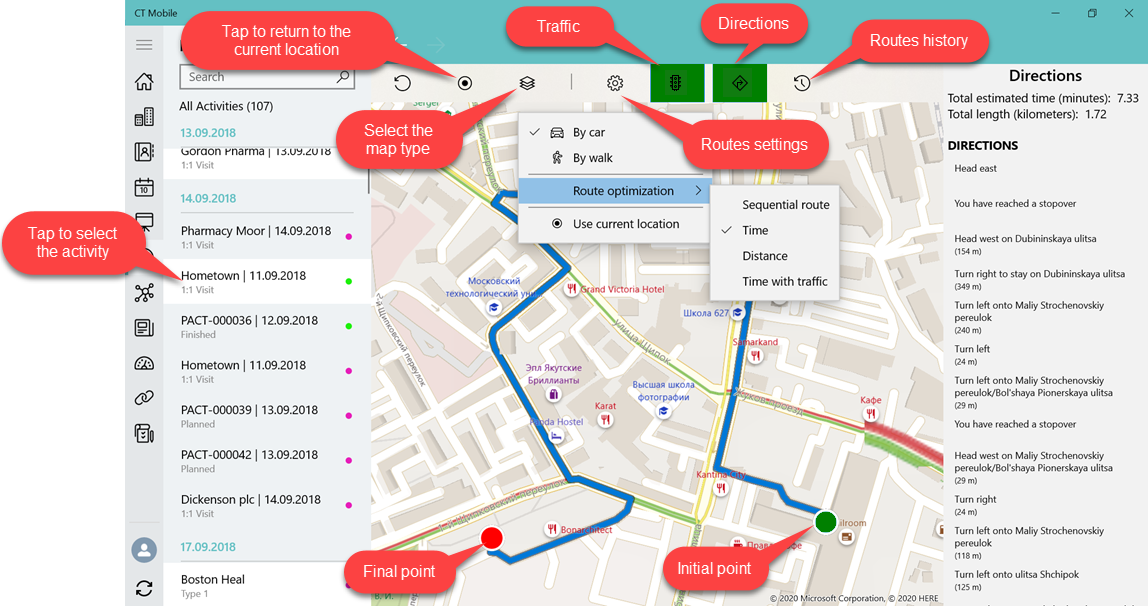 CT Mobile
Tap to return to the
current location
Traffic
Directions
Routes history
Search
All Activities (107)
13.09.2018
Gordon Pharma | 13.09.2018
1:1 Visit
14.09.2018
Pharmacy Moor | 14.09.2018
1:1 Visit
Tap to select
the activity
10
Hometown | 11.09.2018
1:1 Visit
PACT-000036 | 12.09.2018
Finished
Hometown | 11.09.2018
1:1 Visit
PACT-000039 | 13.09.2018
Planned
PACT-000042 | 13.09.2018
Planned
Dickenson plc | 14.09.2018
1:1 Visit
17.09.2018
Boston Heal
Type 1
Select the
map type
Routes settings
By car
By walk
Route optimization
Use current location
Sequential route
Time
Distance
Time with traffic
Московский
технологический
Grand Victoria Hotel
Школа 627
Samarkand
улица Щипок
Эпл Якутские
Бриллианты
Высшая школа
фотографии
Karat
Panda Hostel
Кафе
Bonarchitect
Final point
Initial point
© 2020 Microsoft Corporation, © 2020 HERE
Directions
Total estimated time (minutes): 7.33
Total length (kilometers): 1.72
DIRECTIONS
Head east
You have reached a stopover
Head west on Dubininskaya ulitsa
(154 m)
Turn right to stay on Dubininskaya ulitsa
(349 m)
Turn left onto Maliy Strochenovskiy
pereulok
(240 m)
Turn left
(24 m)
Turn left onto Maliy Strochenovskiy
pereulok/Bol'shaya Pionerskaya ulitsa
(29 m)
You have reached a stopover
Head west on Maliy Strochenovskiy
pereulok/Bol'shaya Pionerskaya ulitsa
(29 m)
Turn right
(24 m)
Turn left onto Maliy Strochenovskiy
pereulok
(118 m)
Turn left onto ulitsa Shchipok
(125 m)